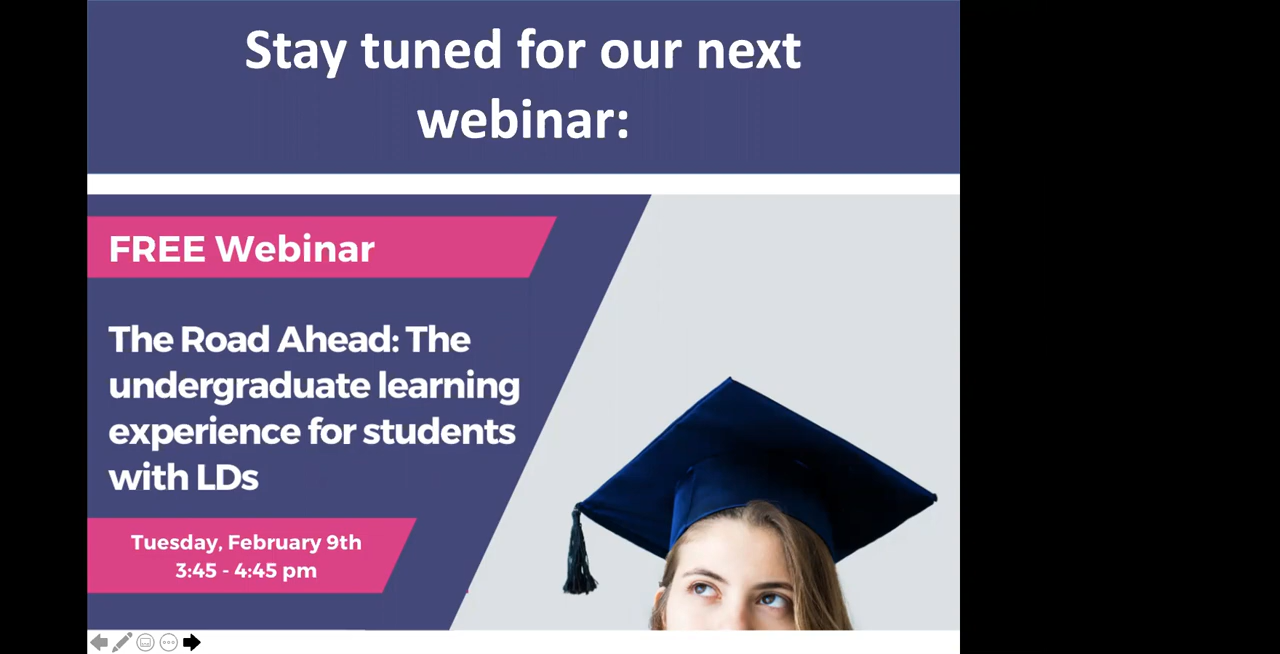 Stay tuned for our next
webinar:
FREE Webinar
The Road Ahead: The
undergraduate learning
experience for students
with LDs
Tuesday, February 9th
3:45 - 4:45 pm